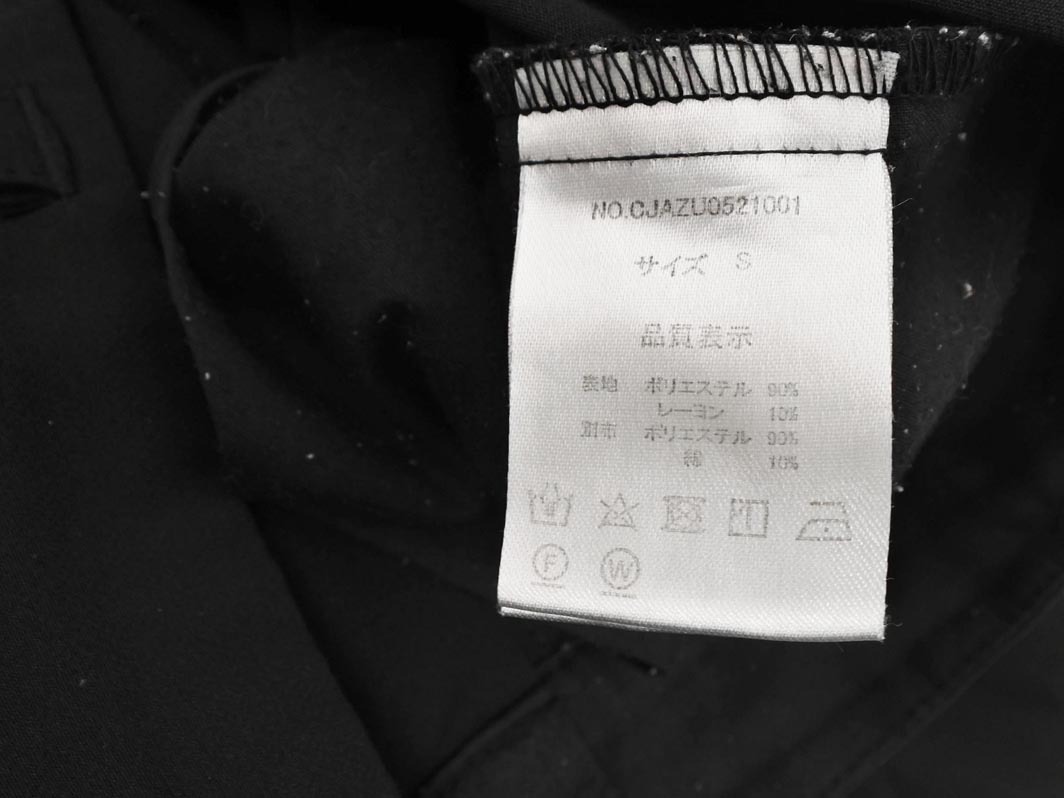 NO.CJAZU0521001
サイズ S
品質表示
表地 ポリエステル 90%
レーヨン 10%
別布 ポリエステル 90%
綿 10%
F W